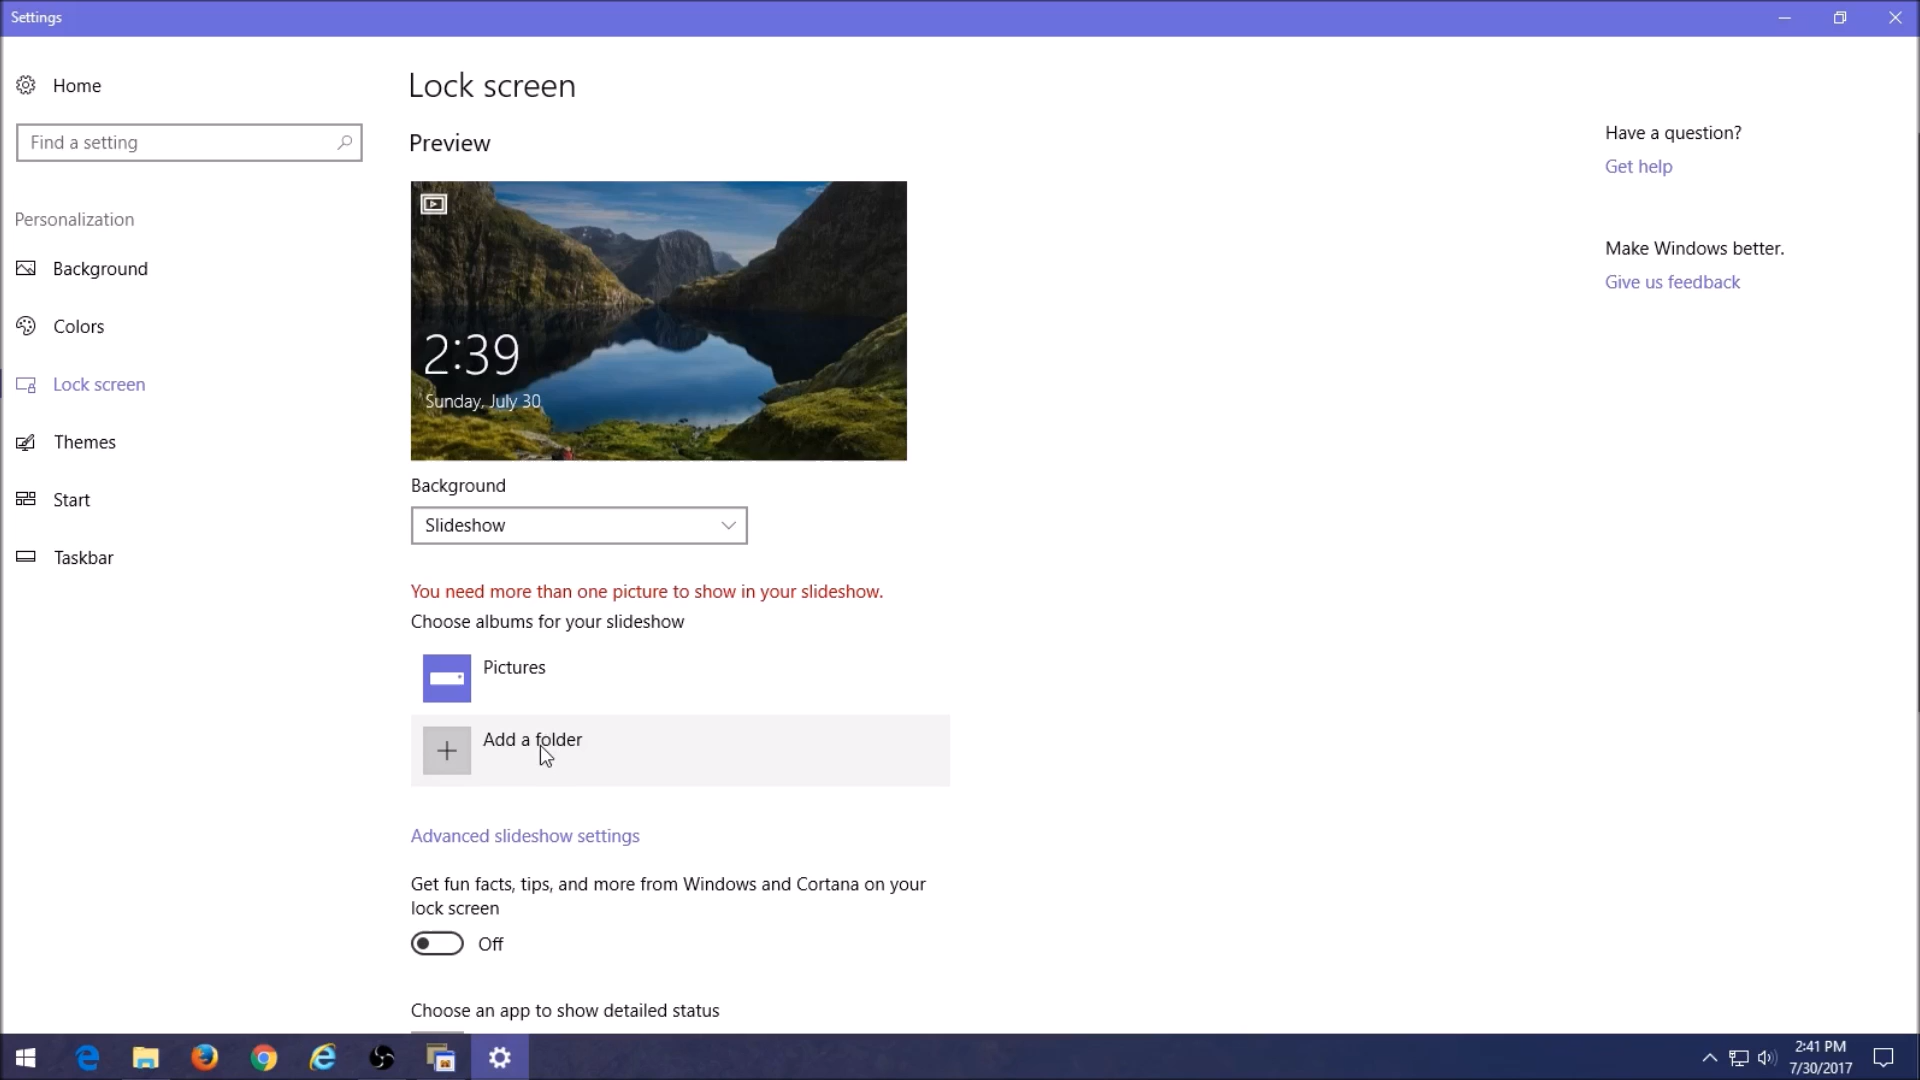 Settings
Home
Find a setting
Personalization
Background
Colors
Lock screen
Themes
Start
Taskbar
Lock screen
Preview
2:39
Sunday, July 30
Background
Slideshow
You need more than one picture to show in your slideshow.
Choose albums for your slideshow
Pictures
Add a folder
Advanced slideshow settings
Get fun facts, tips, and more from Windows and Cortana on your
lock screen
Off
Choose an app to show detailed status
Have a question?
Get help
Make Windows better.
Give us feedback
2:41 PM
7/30/2017